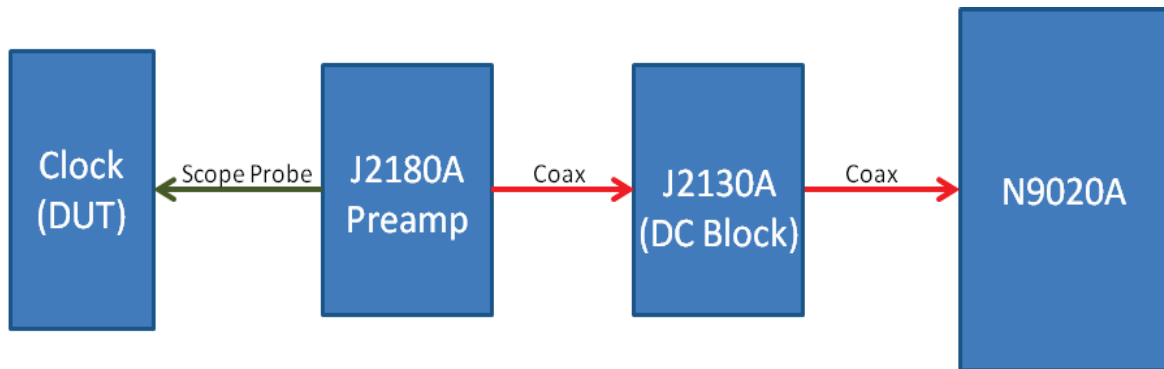 Clock
(DUT)
Scope Probe
J2180A
Preamp
Coax
J2130A
(DC Block)
Coax
N9020A